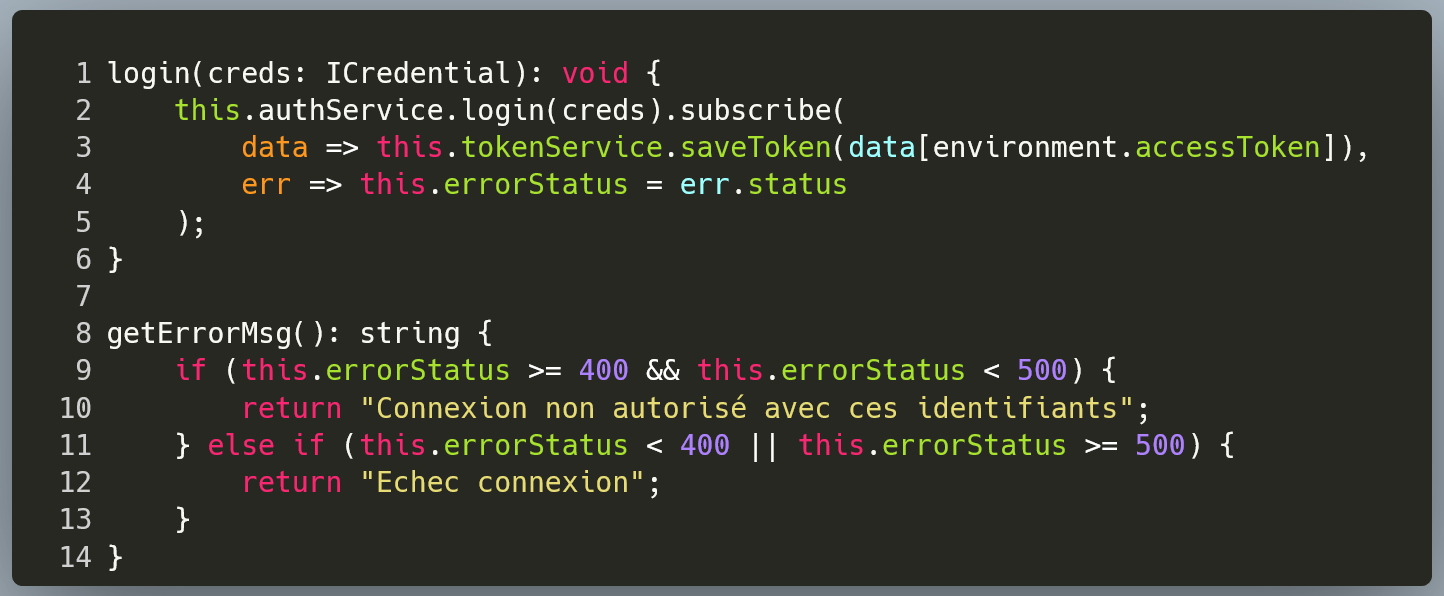 1 login(creds: ICredential): void {
2     this.authService.login(creds).subscribe(
3         data => this.tokenService.saveToken(data[environment.accessToken]),
4         err => this.errorStatus = err.status
5     );
6 }
7
8 getErrorMsg(): string {
9     if (this.errorStatus >= 400 && this.errorStatus < 500) {
10         return "Connexion non autorisé avec ces identifiants";
11     } else if (this.errorStatus < 400 || this.errorStatus >= 500) {
12         return "Echec connexion";
13     }
14 }